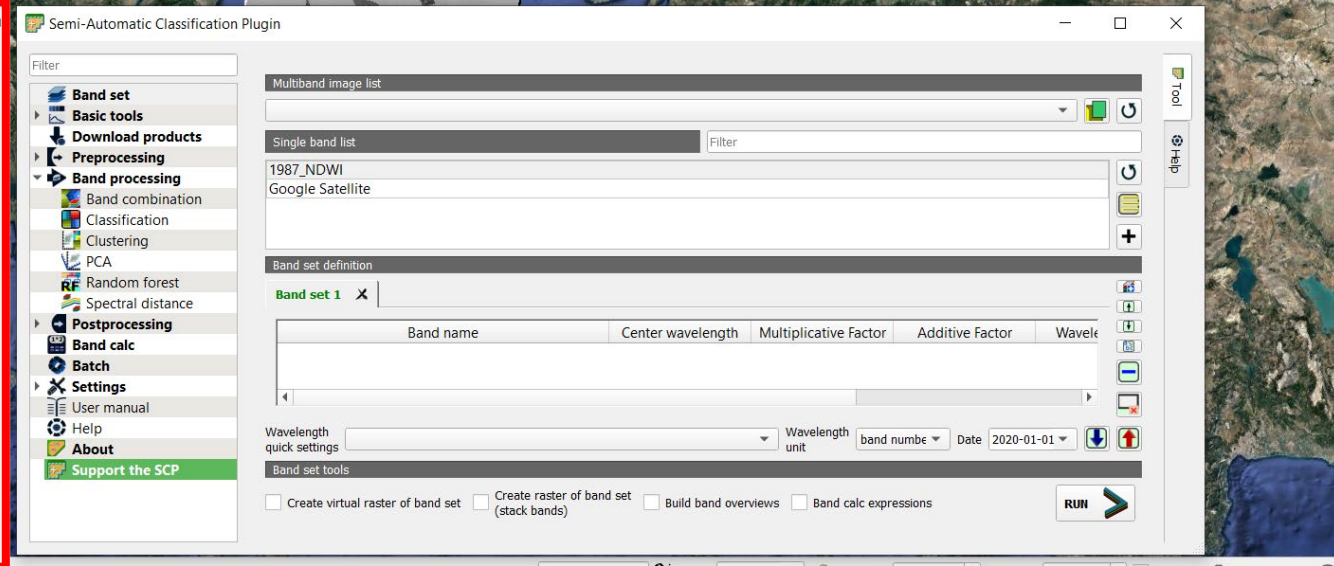 Semi-Automatic Classification Plugin
Filter
Band set
Basic tools
Download products
Preprocessing
Band processing
Band combination
Classification
Clustering
PCA
RF Random forest
Spectral distance
Postprocessing
Band calc
Batch
Settings
User manual
Help
About
Support the SCP
Multiband image list
Single band list
Filter
1987_NDWI
Google Satellite
Band set definition
Band set 1
Band name Center wavelength Multiplicative Factor Additive Factor Wavele
Wavelength
quick settings
Wavelength
unit
band numbe
Date 2020-01-01
Band set tools
Create virtual raster of band set
Create raster of band set
(stack bands)
Build band overviews
Band calc expressions
RUN
Tool
Help